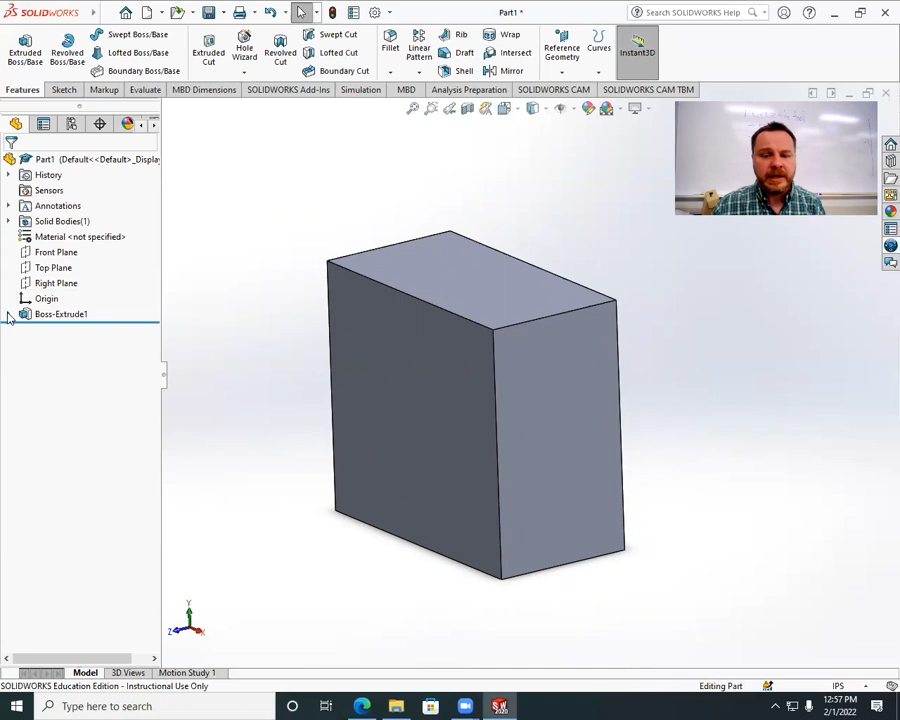 SOLIDWORKS
Part1 *
Search SOLIDWORKS Help
Extruded Boss/Base
Revolved Boss/Base
Swept Boss/Base
Lofted Boss/Base
Boundary Boss/Base
Extruded Cut
Hole Wizard
Revolved Cut
Swept Cut
Lofted Cut
Boundary Cut
Fillet
Linear Pattern
Rib
Draft
Shell
Wrap
Intersect
Mirror
Reference Geometry
Curves
Instant3D
Features
Sketch
Markup
Evaluate
MBD Dimensions
SOLIDWORKS Add-Ins
Simulation
MBD
Analysis Preparation
SOLIDWORKS CAM
SOLIDWORKS CAM TBM
Part1 (Default<<Default>_Displa
History
Sensors
Annotations
Solid Bodies(1)
Material <not specified>
Front Plane
Top Plane
Right Plane
Origin
Boss-Extrude1
Y
Z
X
Model
3D Views
Motion Study 1
SOLIDWORKS Education Edition - Instructional Use Only
Editing Part
IPS
Type here to search
SW
2020
12:57 PM
2/1/2022